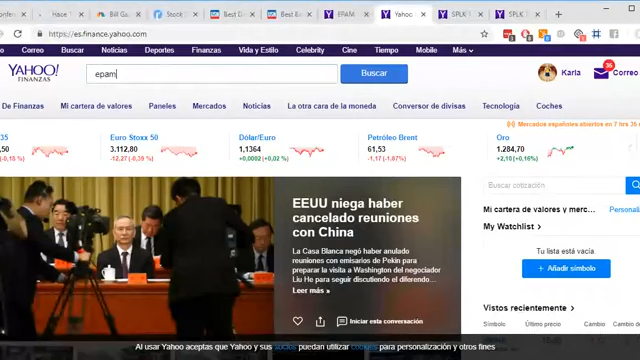 Hace
Bill Ga
Stock
Best D
Best
EPAM
Yahoo
SPLK
SPLK
https://es.finance.yahoo.com
Correo Buscar Noticias Deportes Finanzas Vida y Estilo Celebrity Cine Tiempo Mobile Más
YAHOO!
FINANZAS
epam
Buscar
Karla
36
Correo
De Finanzas Mi cartera de valores Paneles Mercados Noticias La otra cara de la moneda Conversor de divisas Tecnología Coches
Mercados españoles abiertos en 7 hrs 35
35 Euro Stoxx 50 Dólar/Euro Petróleo Brent Oro
,50 3.112,80 1,1364 61,53 1.284,70
-12,27 (-0,39 %) +0,0002 (+0,02 %) -1,17 (-1,87%) +2,10 (+0,16%)
EEUU niega haber
cancelado reuniones
con China
La Casa Blanca negó haber anulado
reuniones con emisarios de Pekín para
preparar la visita a Washington del negociador
Liu He para seguir discutiendo el diferendo...
Leer más »
Iniciar esta conversación
Buscar cotización
Mi cartera de valores y merc... Personaliz
My Watchlist >
Tu lista está vacía
+ Añadir símbolo
Vistos recientemente >
Símbolo Último precio Cambio Cambio
Al usar Yahoo aceptas que Yahoo y sus socios puedan utilizar cookies para personalización y otros fines